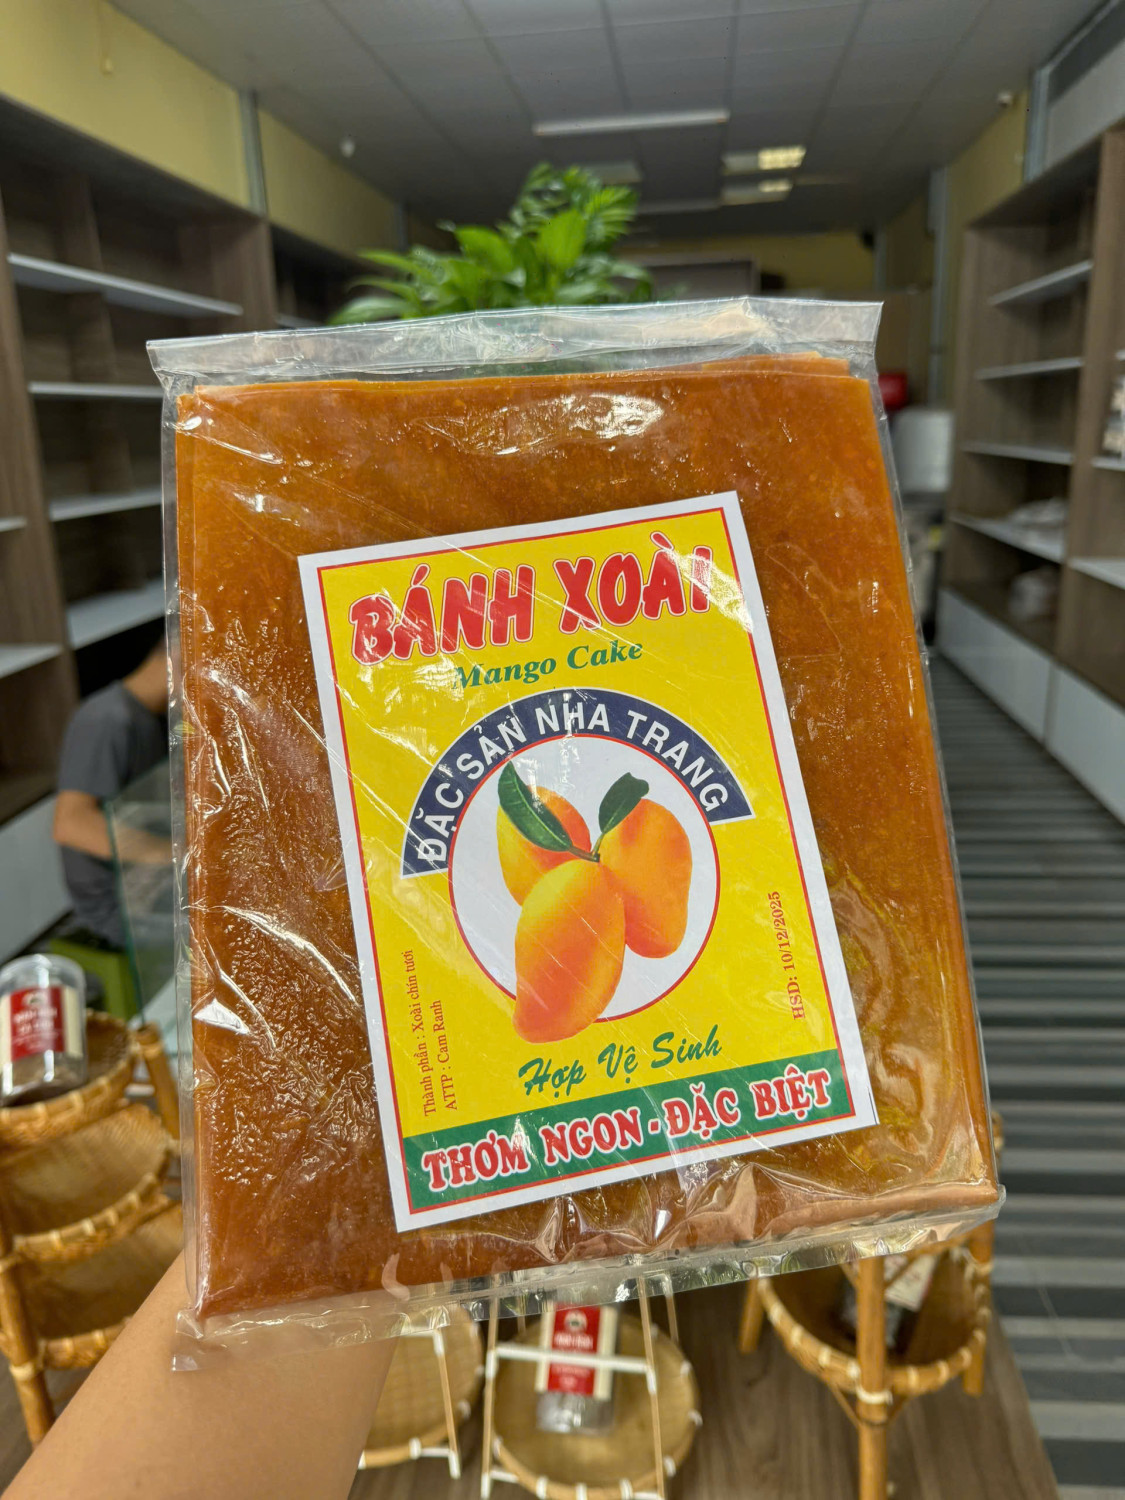 BÁNH XOÀI
Mango Cake
ĐẶC SẢN NHA TRANG
Thành phần : Xoài chín tươi
ATTP : Cam Ranh
HSD: 10/12/2025
Hợp Vệ Sinh
THƠM NGON - ĐẶC BIỆT